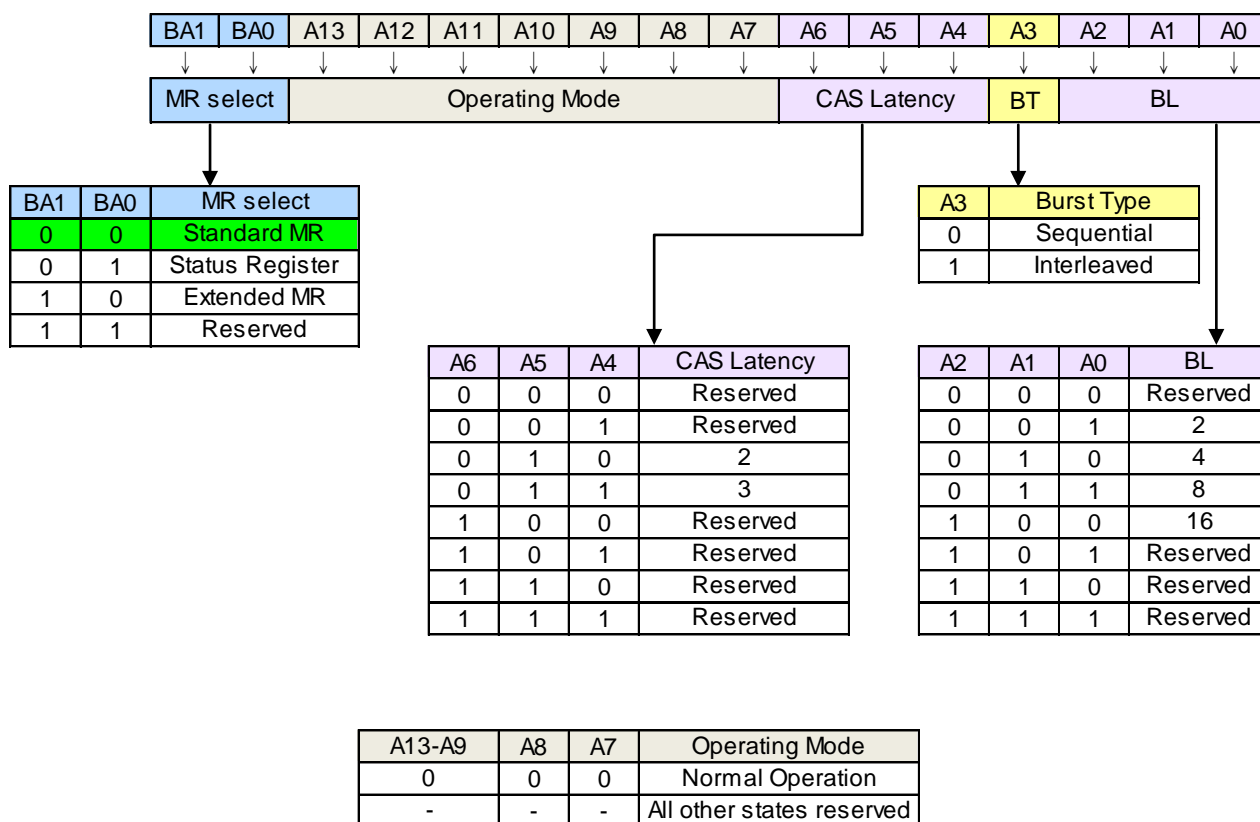 BA1 BA0 A13 A12 A11 A10 A9 A8 A7 A6 A5 A4 A3 A2 A1 A0
MR select Operating Mode CAS Latency BT BL
BA1 BA0 MR select
0 0 Standard MR
0 1 Status Register
1 0 Extended MR
1 1 Reserved
A3 Burst Type
0 Sequential
1 Interleaved
A6 A5 A4 CAS Latency
0 0 0 Reserved
0 0 1 Reserved
0 1 0 2
0 1 1 3
1 0 0 Reserved
1 0 1 Reserved
1 1 0 Reserved
1 1 1 Reserved
A2 A1 A0 BL
0 0 0 Reserved
0 0 1 2
0 1 0 4
0 1 1 8
1 0 0 16
1 0 1 Reserved
1 1 0 Reserved
1 1 1 Reserved
A13-A9 A8 A7 Operating Mode
0 0 0 Normal Operation
- - - All other states reserved